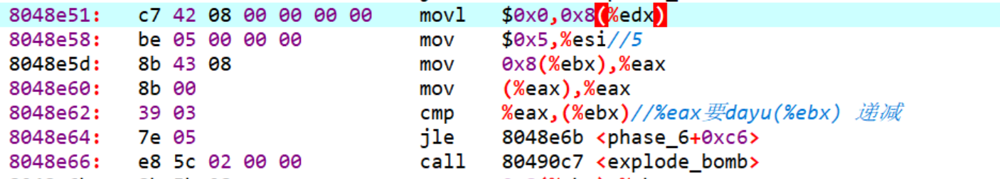 8048e51: c7 42 08 00 00 00 00 movl $0x0,0x8(%edx)
8048e58: be 05 00 00 00 mov $0x5,%esi//5
8048e5d: 8b 43 08 mov 0x8(%ebx),%eax
8048e60: 8b 00 mov (%eax),%eax
8048e62: 39 03 cmp %eax,(%ebx)//%eax要dayu(%ebx) 递减
8048e64: 7e 05 jle 8048e6b <phase_6+0xc6>
8048e66: e8 5c 02 00 00 call 80490c7 <explode_bomb>